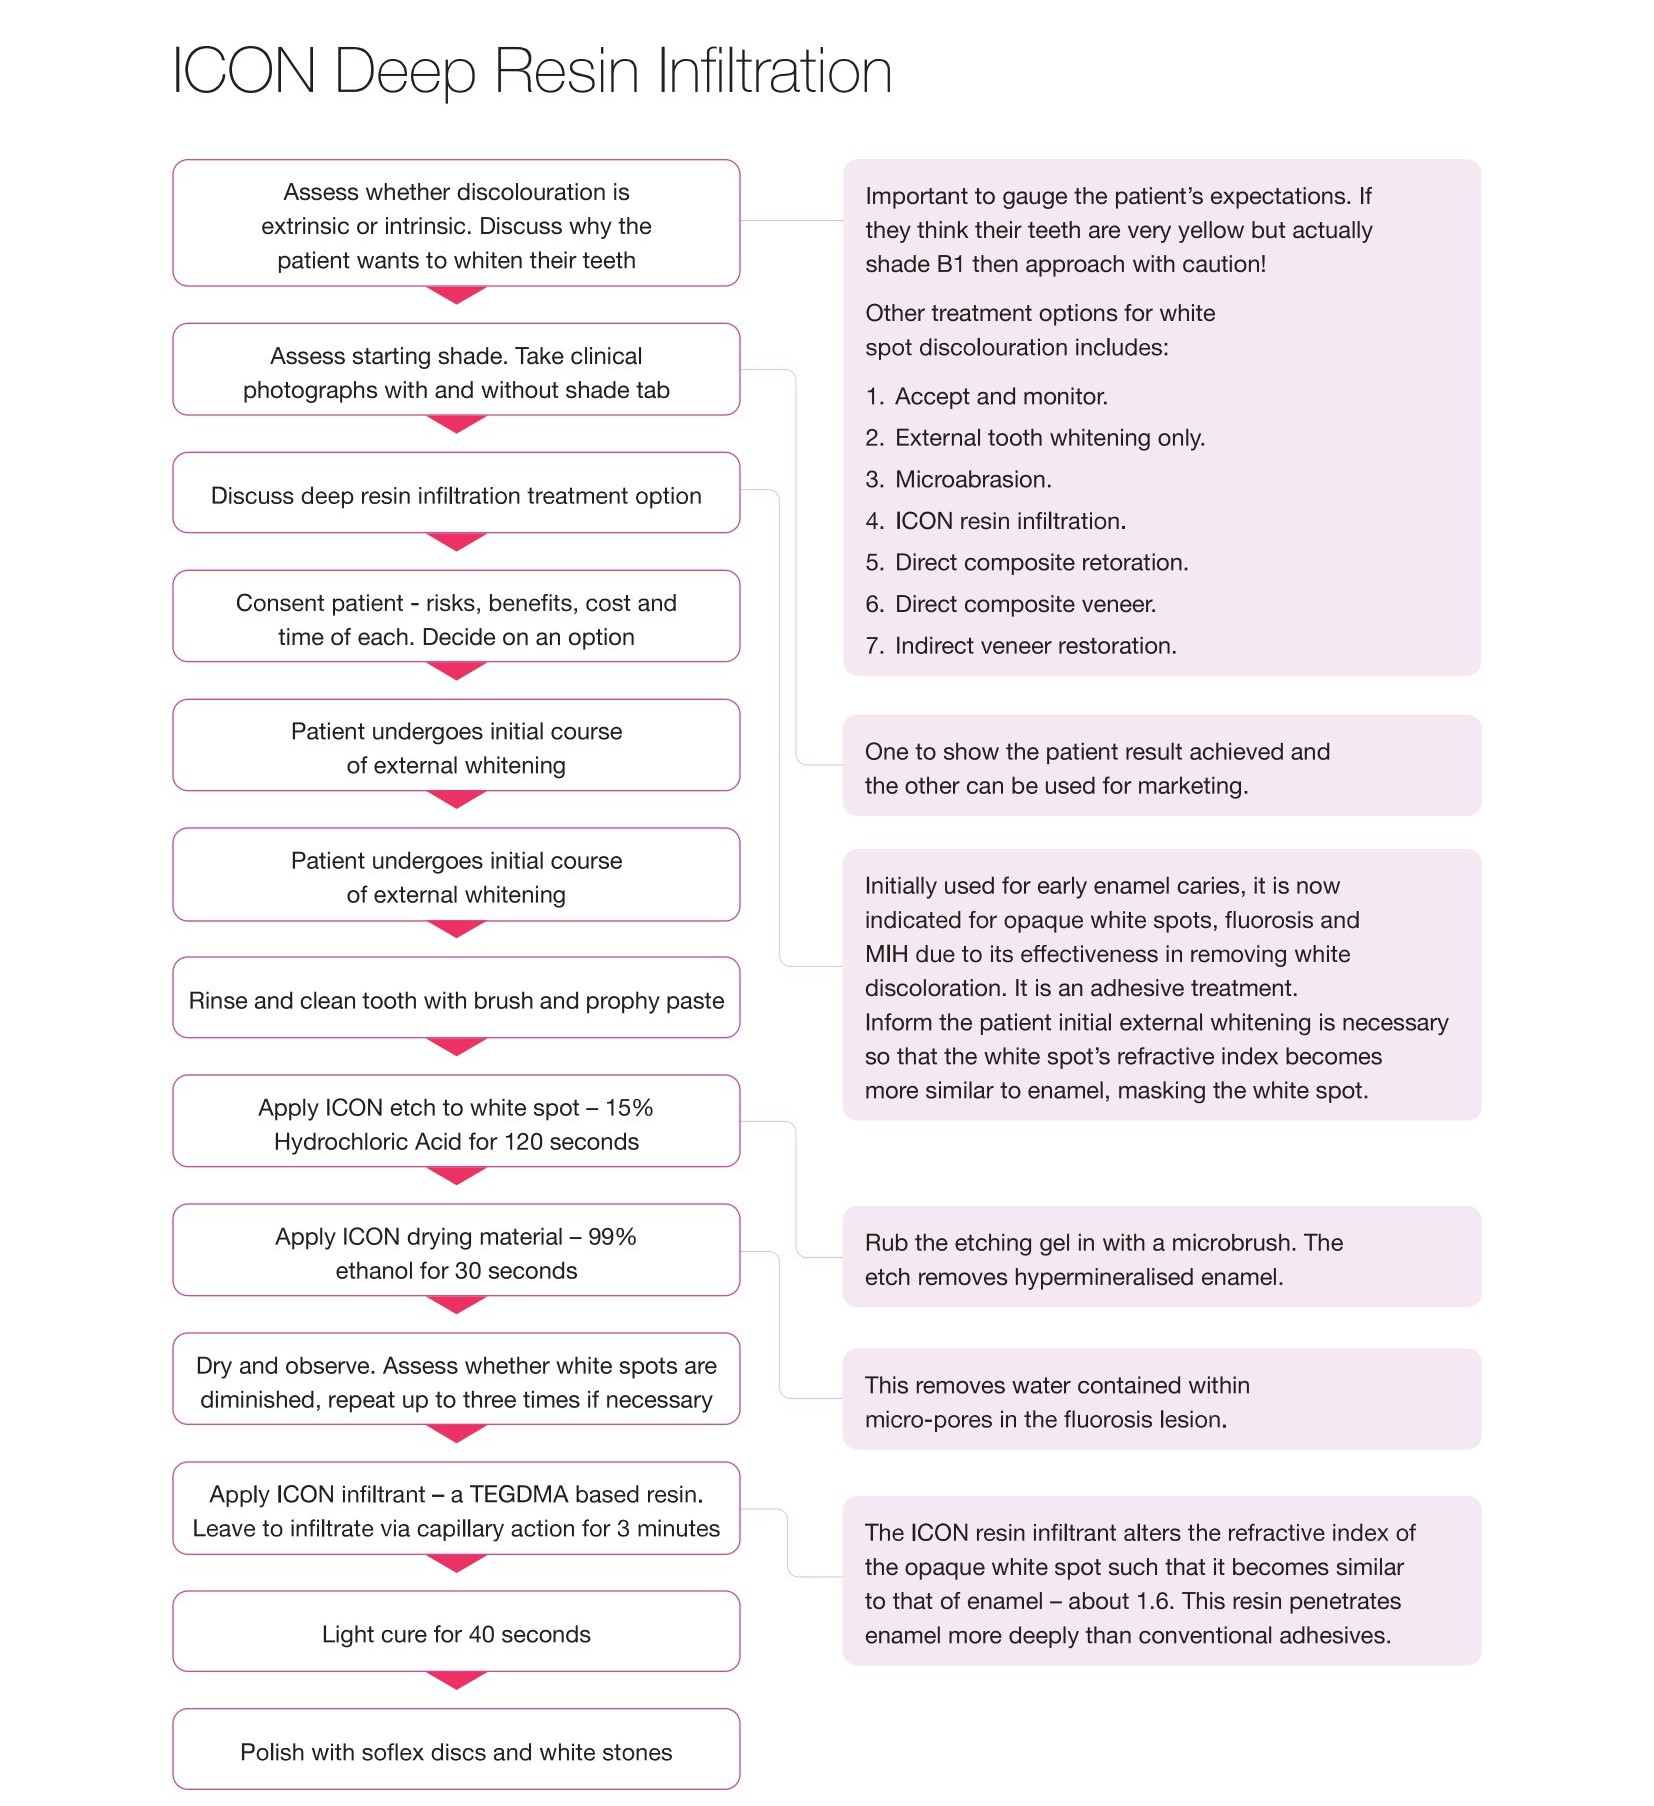 ICON Deep Resin Infiltration
Assess whether discolouration is
extrinsic or intrinsic. Discuss why the
patient wants to whiten their teeth
Important to gauge the patient’s expectations. If
they think their teeth are very yellow but actually
shade B1 then approach with caution!
Other treatment options for white
spot discolouration includes:
1. Accept and monitor.
2. External tooth whitening only.
3. Microabrasion.
4. ICON resin infiltration.
5. Direct composite retoration.
6. Direct composite veneer.
7. Indirect veneer restoration.
Assess starting shade. Take clinical
photographs with and without shade tab
One to show the patient result achieved and
the other can be used for marketing.
Discuss deep resin infiltration treatment option
Initially used for early enamel caries, it is now
indicated for opaque white spots, fluorosis and
MIH due to its effectiveness in removing white
discoloration. It is an adhesive treatment.
Inform the patient initial external whitening is necessary
so that the white spot’s refractive index becomes
more similar to enamel, masking the white spot.
Consent patient - risks, benefits, cost and
time of each. Decide on an option
Patient undergoes initial course
of external whitening
Patient undergoes initial course
of external whitening
Rinse and clean tooth with brush and prophy paste
Apply ICON etch to white spot – 15%
Hydrochloric Acid for 120 seconds
Rub the etching gel in with a microbrush. The
etch removes hypermineralised enamel.
Apply ICON drying material – 99%
ethanol for 30 seconds
This removes water contained within
micro-pores in the fluorosis lesion.
Dry and observe. Assess whether white spots are
diminished, repeat up to three times if necessary
Apply ICON infiltrant – a TEGDMA based resin.
Leave to infiltrate via capillary action for 3 minutes
The ICON resin infiltrant alters the refractive index of
the opaque white spot such that it becomes similar
to that of enamel – about 1.6. This resin penetrates
enamel more deeply than conventional adhesives.
Light cure for 40 seconds
Polish with soflex discs and white stones